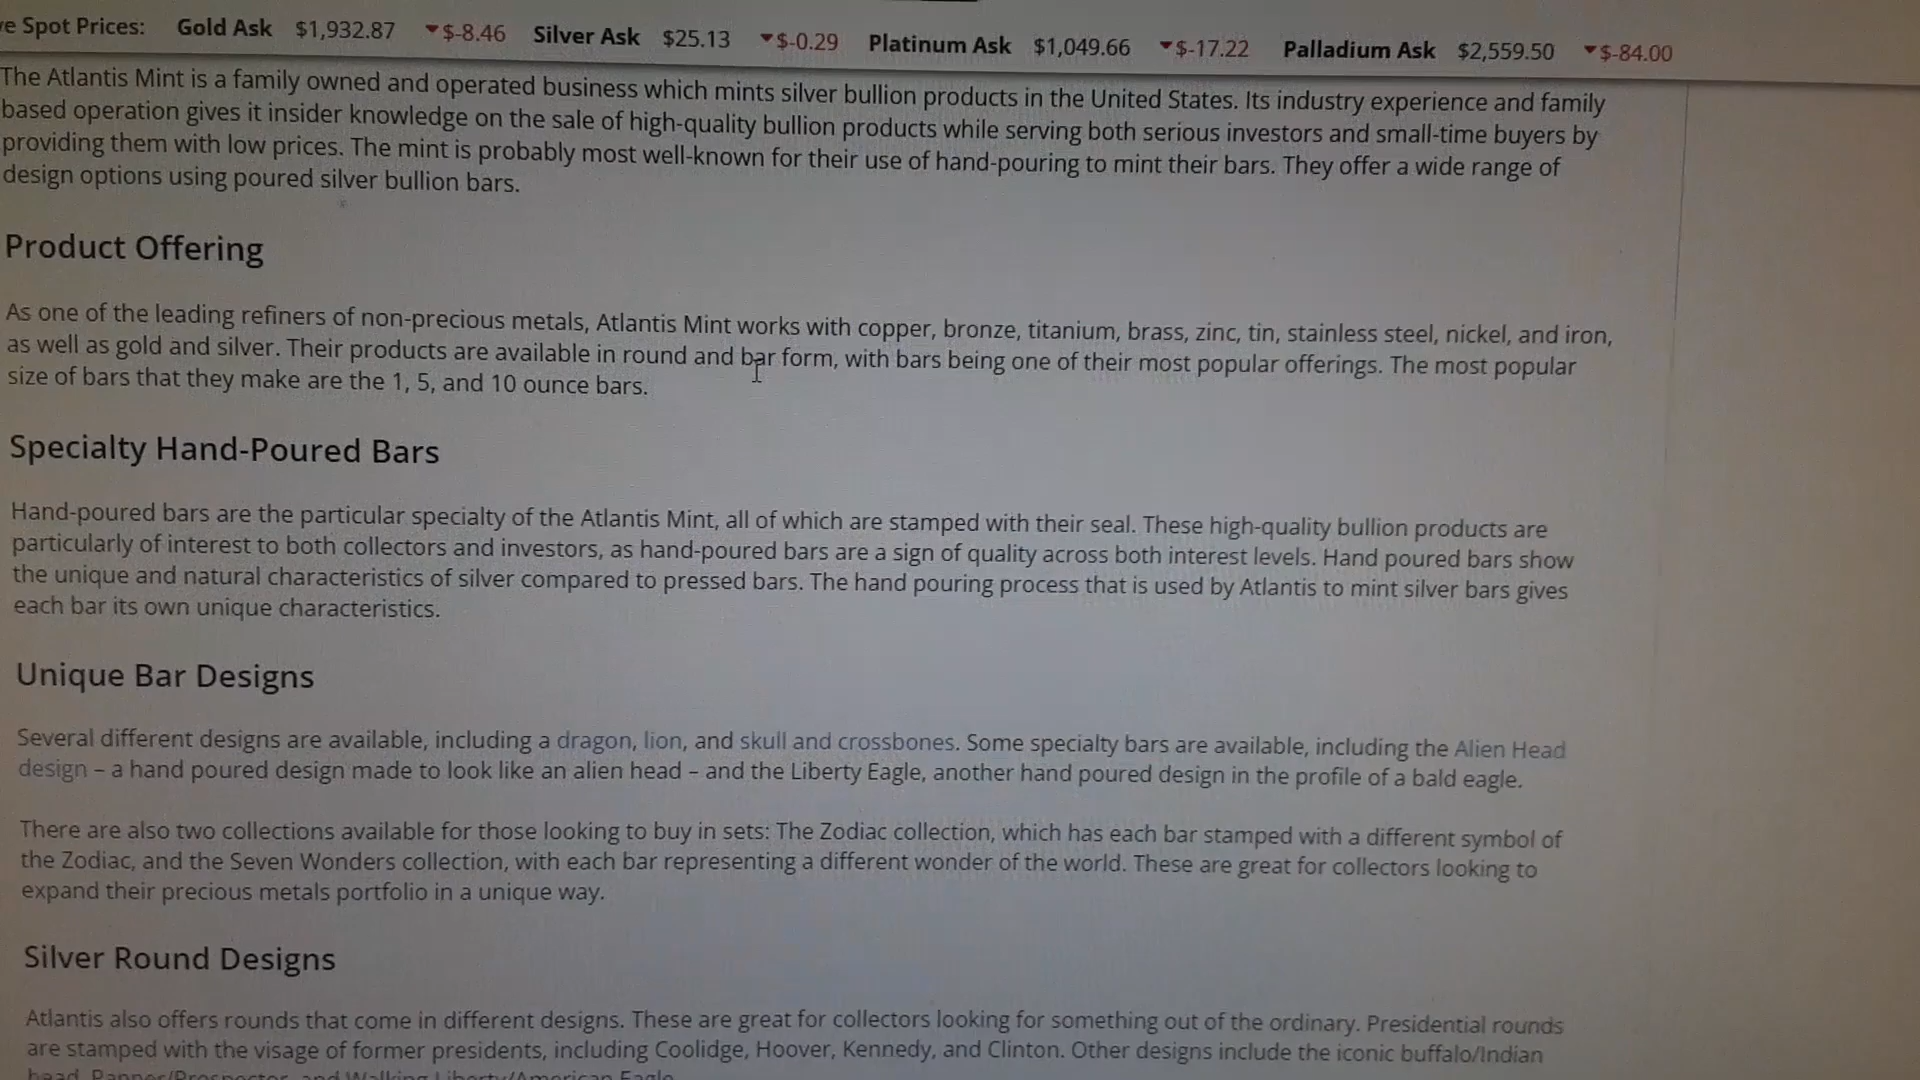 Spot Prices: Gold Ask $1,932.87 ▼$-8.46 Silver Ask $25.13 ▼$-0.29 Platinum Ask $1,049.66 ▼$-17.22 Palladium Ask $2,559.50 ▼$-84.00
The Atlantis Mint is a family owned and operated business which mints silver bullion products in the United States. Its industry experience and family
based operation gives it insider knowledge on the sale of high-quality bullion products while serving both serious investors and small-time buyers by
providing them with low prices. The mint is probably most well-known for their use of hand-pouring to mint their bars. They offer a wide range of
design options using poured silver bullion bars.
Product Offering
As one of the leading refiners of non-precious metals, Atlantis Mint works with copper, bronze, titanium, brass, zinc, tin, stainless steel, nickel, and iron,
as well as gold and silver. Their products are available in round and bar form, with bars being one of their most popular offerings. The most popular
size of bars that they make are the 1, 5, and 10 ounce bars.
Specialty Hand-Poured Bars
Hand-poured bars are the particular specialty of the Atlantis Mint, all of which are stamped with their seal. These high-quality bullion products are
particularly of interest to both collectors and investors, as hand-poured bars are a sign of quality across both interest levels. Hand poured bars show
the unique and natural characteristics of silver compared to pressed bars. The hand pouring process that is used by Atlantis to mint silver bars gives
each bar its own unique characteristics.
Unique Bar Designs
Several different designs are available, including a dragon, lion, and skull and crossbones. Some specialty bars are available, including the Alien Head
design – a hand poured design made to look like an alien head – and the Liberty Eagle, another hand poured design in the profile of a bald eagle.
There are also two collections available for those looking to buy in sets: The Zodiac collection, which has each bar stamped with a different symbol of
the Zodiac, and the Seven Wonders collection, with each bar representing a different wonder of the world. These are great for collectors looking to
expand their precious metals portfolio in a unique way.
Silver Round Designs
Atlantis also offers rounds that come in different designs. These are great for collectors looking for something out of the ordinary. Presidential rounds
are stamped with the visage of former presidents, including Coolidge, Hoover, Kennedy, and Clinton. Other designs include the iconic buffalo/Indian
head, Panner/Prospector, and Walking Liberty/American Eagle.